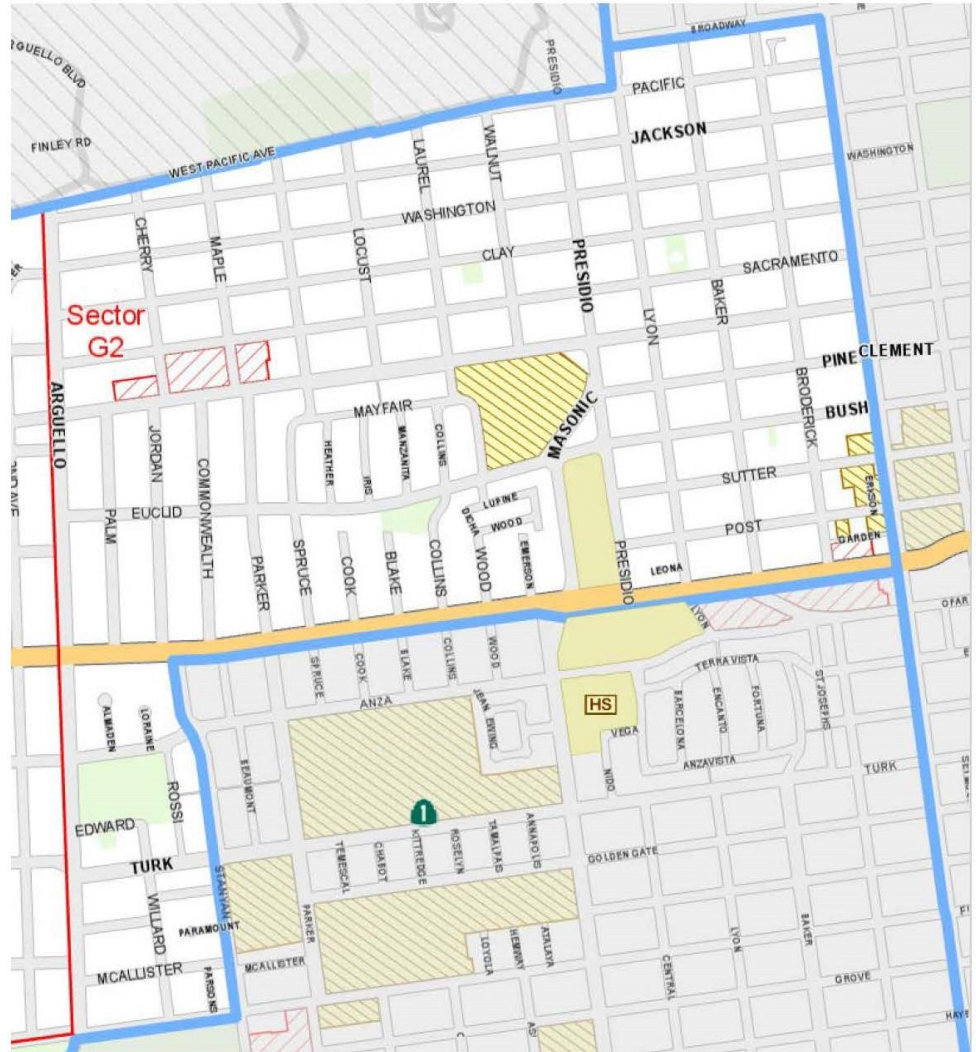 BROADWAY
PRESIDIO
PACIFIC
JACKSON
FINLEY RD
WEST PACIFIC AVE
LAUREL
WALNUT
WASHINGTON
WASHINGTON
CHERRY
MAPLE
LOCUST
CLAY
PRESIDIO
SACRAMENTO
BAKER
LYON
Sector
G2
PINE
CLEMENT
BRODERICK
ARGUELLO
MAYFAIR
MASONIC
BUSH
JORDAN
COMMONWEALTH
HEATHER
IRIS
MANZANITA
COLLINS
SUTTER
ERKSON
PALM
EUCLID
LUPINE
DICHA
WOOD
POST
GARDEN
PARKER
SPRUCE
COOK
BLAKE
COLLINS
WOOD
EMERSON
LEONA
PRESIDIO
LYON
SPRUCE
COOK
BLAKE
COLLINS
WOOD
TERRA VISTA
ST JOSEPHS
ANZA
JEAN
EWING
HS
BARCELONA
ENCANTO
FORTUNA
ALMADEN
LORAINE
VEGA
BEAUMONT
ROSSI
NIDO
ANZAVISTA
TURK
EDWARD
1
TEMESCAL
CHABOT
KITTREDGE
ROSELYN
TAMALPAIS
ANNAPOLIS
GOLDEN GATE
TURK
STANYAN
WILLARD
PARAMOUNT
PARKER
LOYOLA
HEMWAY
ATALAYA
LYON
BAKER
MCALLISTER
PARSONS
MCALLISTER
CENTRAL
GROVE